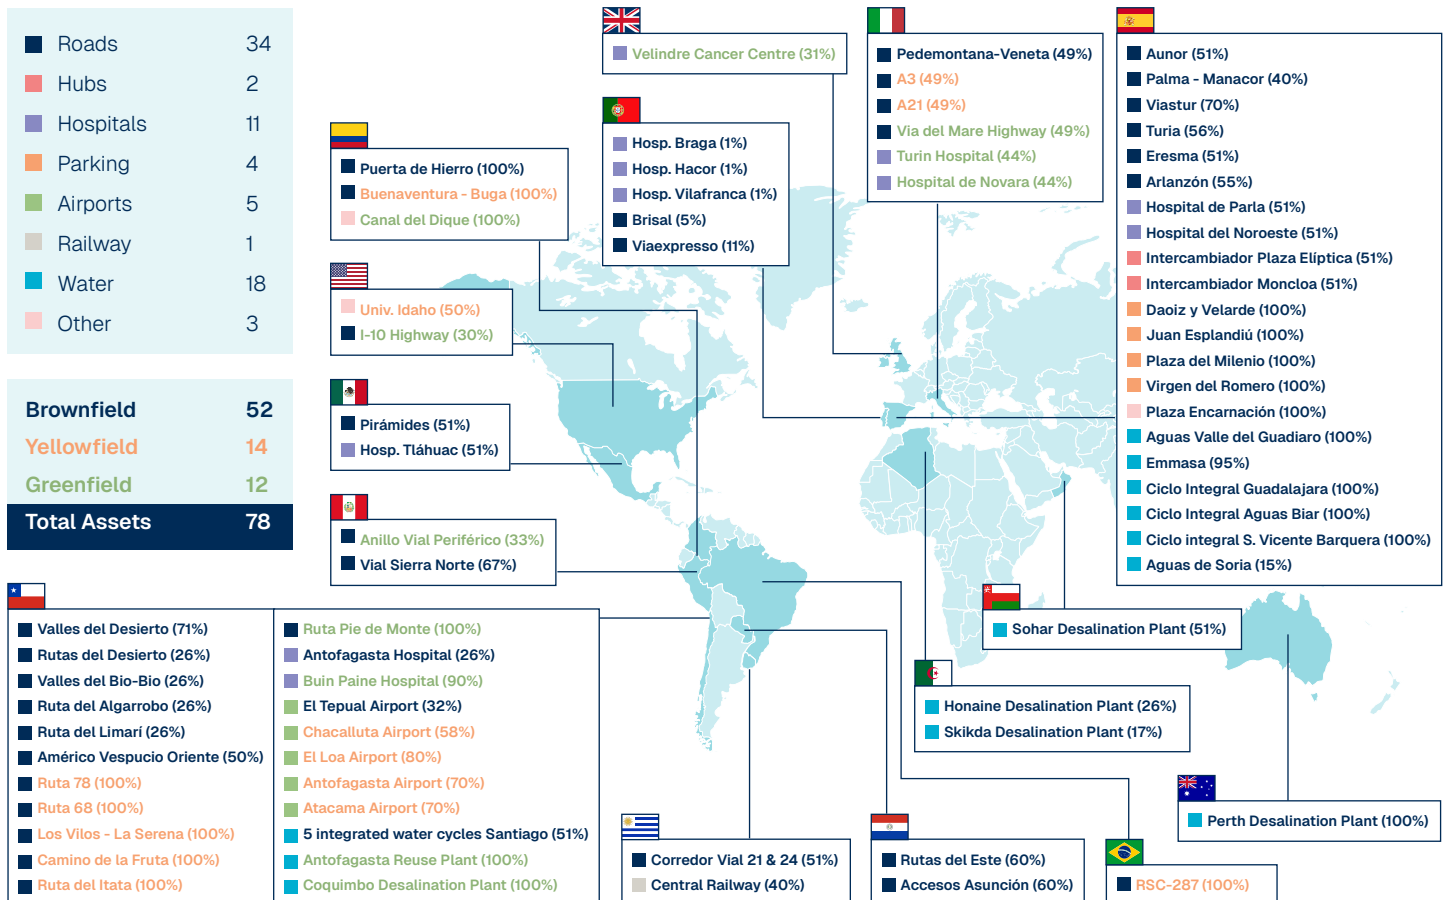 Roads 34
Hubs 2
Hospitals 11
Parking 4
Airports 5
Railway 1
Water 18
Other 3
Brownfield 52
Yellowfield 14
Greenfield 12
Total Assets 78
Puerta de Hierro (100%)
Buenaventura - Buga (100%)
Canal del Dique (100%)
Univ. Idaho (50%)
I-10 Highway (30%)
Pirámides (51%)
Hosp. Tláhuac (51%)
Anillo Vial Periférico (33%)
Vial Sierra Norte (67%)
Velindre Cancer Centre (31%)
Hosp. Braga (1%)
Hosp. Hacor (1%)
Hosp. Vilafranca (1%)
Brisal (5%)
Viaexpresso (11%)
Pedemontana-Veneta (49%)
A3 (49%)
A21 (49%)
Via del Mare Highway (49%)
Turin Hospital (44%)
Hospital de Novara (44%)
Aunor (51%)
Palma - Manacor (40%)
Viastur (70%)
Turia (56%)
Eresma (51%)
Arlanzón (55%)
Hospital de Parla (51%)
Hospital del Noroeste (51%)
Intercambiador Plaza Elíptica (51%)
Intercambiador Moncloa (51%)
Daoiz y Velarde (100%)
Juan Esplandiú (100%)
Plaza del Milenio (100%)
Virgen del Romero (100%)
Plaza Encarnación (100%)
Aguas Valle del Guadiaro (100%)
Emmasa (95%)
Ciclo Integral Guadalajara (100%)
Ciclo Integral Aguas Biar (100%)
Ciclo integral S. Vicente Barquera (100%)
Aguas de Soria (15%)
Valles del Desierto (71%)
Rutas del Desierto (26%)
Valles del Bio-Bio (26%)
Ruta del Algarrobo (26%)
Ruta del Limarí (26%)
Américo Vespucio Oriente (50%)
Ruta 78 (100%)
Ruta 68 (100%)
Los Vilos - La Serena (100%)
Camino de la Fruta (100%)
Ruta del Itata (100%)
Ruta Pie de Monte (100%)
Antofagasta Hospital (26%)
Buin Paine Hospital (90%)
El Tepual Airport (32%)
Chacalluta Airport (58%)
El Loa Airport (80%)
Antofagasta Airport (70%)
Atacama Airport (70%)
5 integrated water cycles Santiago (51%)
Antofagasta Reuse Plant (100%)
Coquimbo Desalination Plant (100%)
Sohar Desalination Plant (51%)
Honaine Desalination Plant (26%)
Skikda Desalination Plant (17%)
Perth Desalination Plant (100%)
Corredor Vial 21 & 24 (51%)
Central Railway (40%)
Rutas del Este (60%)
Accesos Asunción (60%)
RSC-287 (100%)